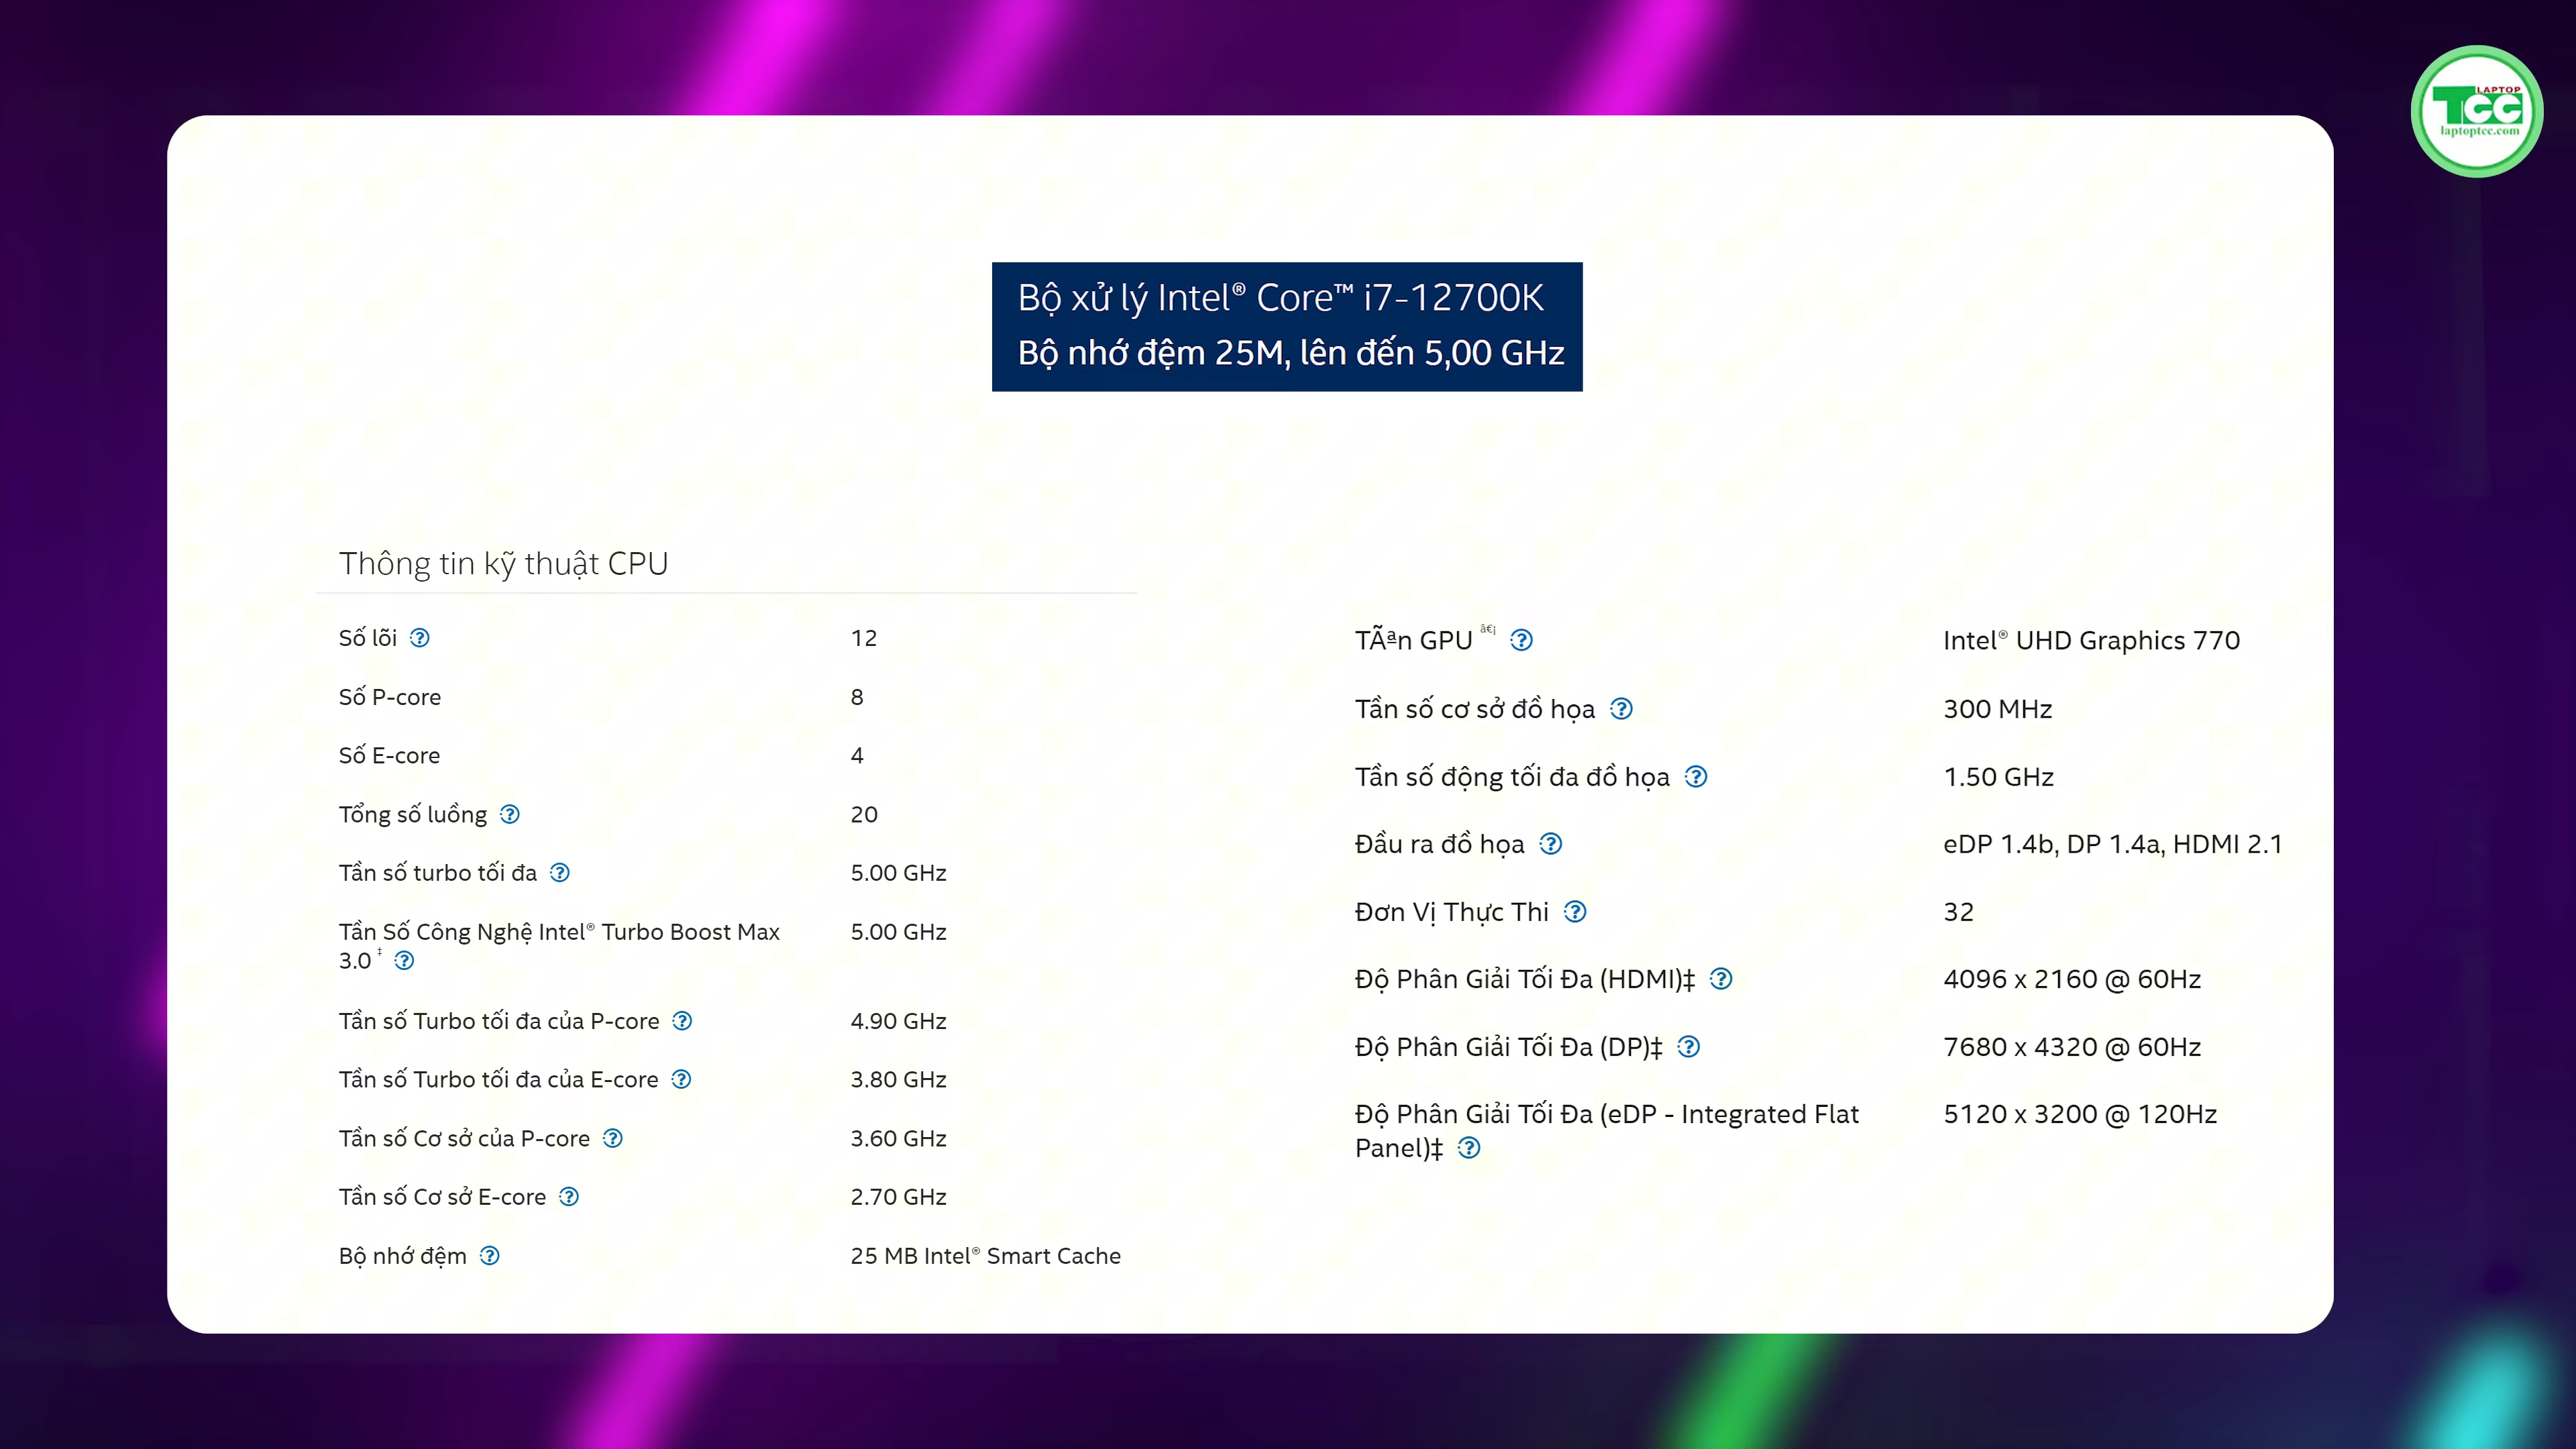 LAPTOP
TCC
laptoptcc.com
Bộ xử lý Intel® Core™ i7-12700K
Bộ nhớ đệm 25M, lên đến 5,00 GHz
Thông tin kỹ thuật CPU
Số lõi ? 12
Số P-core 8
Số E-core 4
Tổng số luồng ? 20
Tần số turbo tối đa ? 5.00 GHz
Tần Số Công Nghệ Intel® Turbo Boost Max 5.00 GHz
3.0 ‡ ?
Tần số Turbo tối đa của P-core ? 4.90 GHz
Tần số Turbo tối đa của E-core ? 3.80 GHz
Tần số Cơ sở của P-core ? 3.60 GHz
Tần số Cơ sở E-core ? 2.70 GHz
Bộ nhớ đệm ? 25 MB Intel® Smart Cache
TÃªn GPU â€¡ ? Intel® UHD Graphics 770
Tần số cơ sở đồ họa ? 300 MHz
Tần số động tối đa đồ họa ? 1.50 GHz
Đầu ra đồ họa ? eDP 1.4b, DP 1.4a, HDMI 2.1
Đơn Vị Thực Thi ? 32
Độ Phân Giải Tối Đa (HDMI)‡ ? 4096 x 2160 @ 60Hz
Độ Phân Giải Tối Đa (DP)‡ ? 7680 x 4320 @ 60Hz
Độ Phân Giải Tối Đa (eDP - Integrated Flat 5120 x 3200 @ 120Hz
Panel)‡ ?